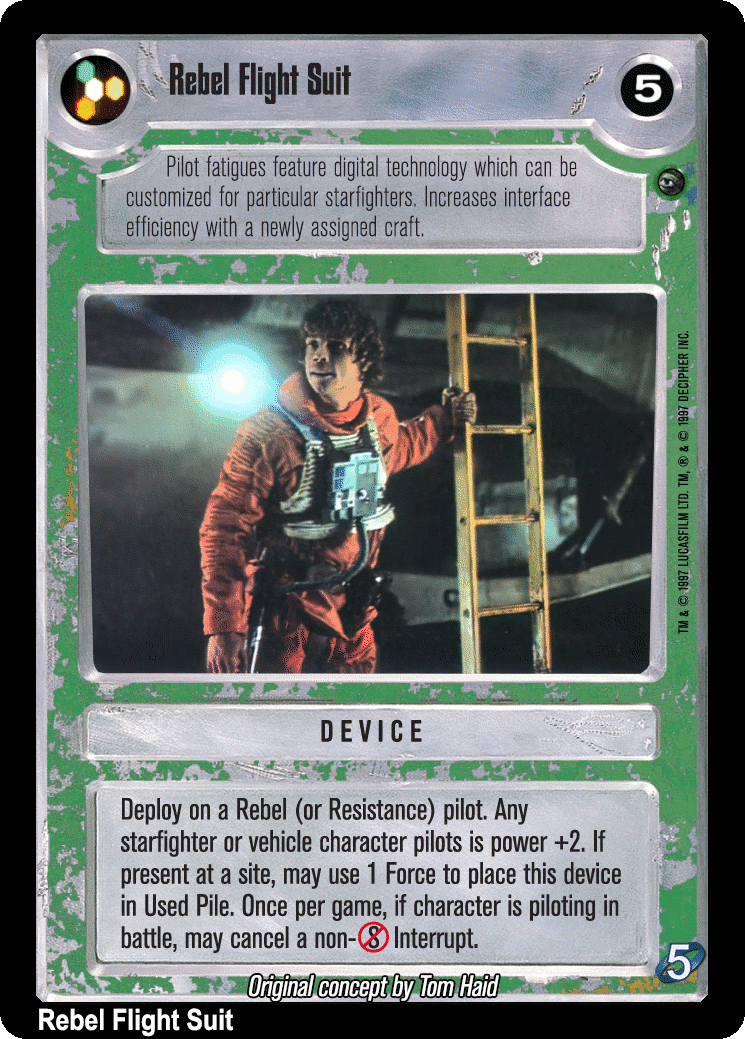 Rebel Flight Suit
5
Pilot fatigues feature digital technology which can be
customized for particular starfighters. Increases interface
efficiency with a newly assigned craft.
TM & © 1997 LUCASFILM LTD. TM, ® & © 1997 DECIPHER INC.
DEVICE
Deploy on a Rebel (or Resistance) pilot. Any
starfighter or vehicle character pilots is power +2. If
present at a site, may use 1 Force to place this device
in Used Pile. Once per game, if character is piloting in
battle, may cancel a non- Interrupt.
5
Original concept by Tom Haid
Rebel Flight Suit